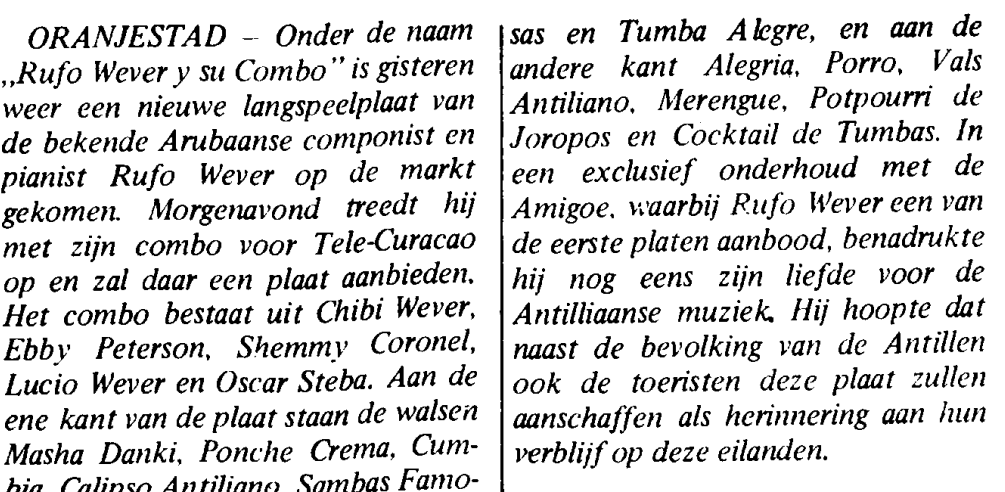 ORANJESTAD – Onder de naam
,,Rufo Wever y su Combo" is gisteren
weer een nieuwe langspeelplaat van
de bekende Arubaanse componist en
pianist Rufo Wever op de markt
gekomen. Morgenavond treedt hij
met zijn combo voor Tele-Curacao
op en zal daar een plaat aanbieden.
Het combo bestaat uit Chibi Wever,
Ebby Peterson, Shemmy Coronel,
Lucio Wever en Oscar Steba. Aan de
ene kant van de plaat staan de walsen
Masha Danki, Ponche Crema, Cum-
bia, Calipso Antiliano, Sambas Famo-
sas en Tumba Alegre, en aan de
andere kant Alegria, Porro, Vals
Antiliano, Merengue, Potpourri de
Joropos en Cocktail de Tumbas. In
een exclusief onderhoud met de
Amigoe, waarbij Rufo Wever een van
de eerste platen aanbood, benadrukte
hij nog eens zijn liefde voor de
Antilliaanse muziek. Hij hoopte dat
naast de bevolking van de Antillen
ook de toeristen deze plaat zullen
aanschaffen als herinnering aan hun
verblijf op deze eilanden.